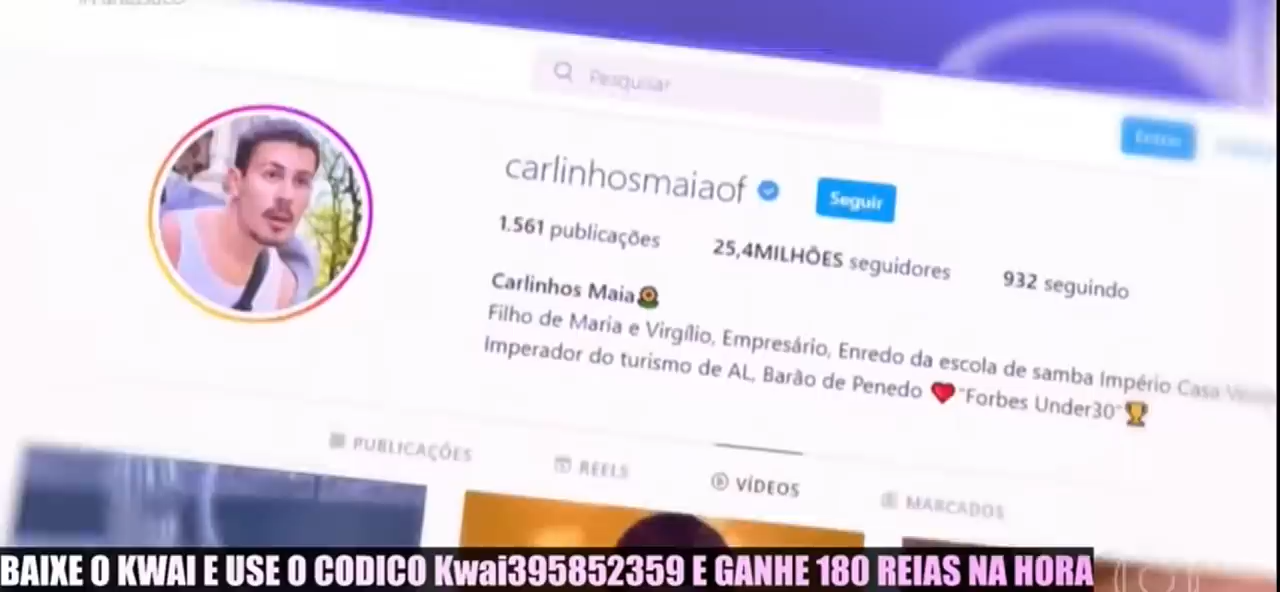 Pesquisar
Entrar
carlinhosmaiaof
Seguir
1.561 publicações 25,4MILHÕES seguidores 932 seguindo
Carlinhos Maia
Filho de Maria e Virgílio, Empresário, Enredo da escola de samba Império Casa
Imperador do turismo de AL, Barão de Penedo ❤️"Forbes Under30"🏆
PUBLICAÇÕES REELS VÍDEOS MARCADOS
BAIXE O KWAI E USE O CODICO Kwai395852359 E GANHE 180 REIAS NA HORA